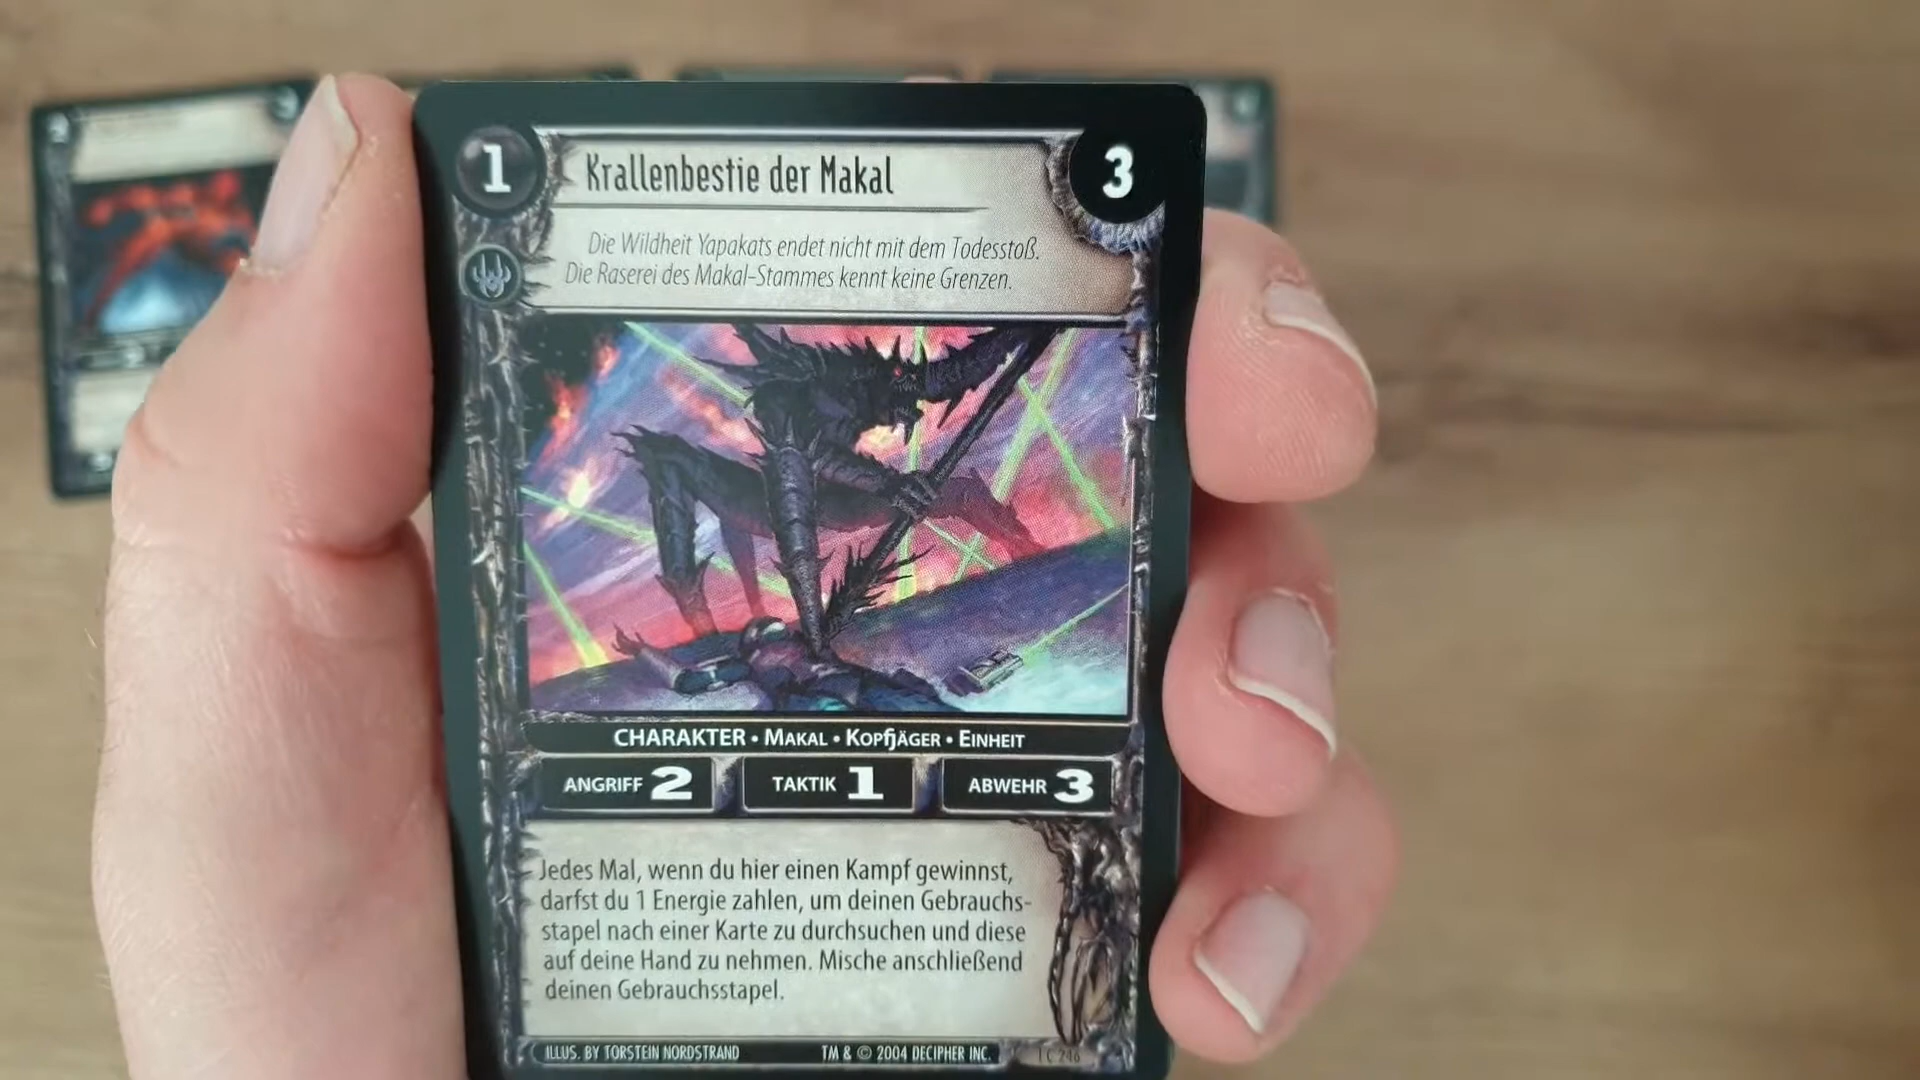 1
Krallenbestie der Makal
3
Die Wildheit Yapakats endet nicht mit dem Todesstoß.
Die Raserei des Makal-Stammes kennt keine Grenzen.
CHARAKTER • MAKAL • KOPFJÄGER • EINHEIT
ANGRIFF 2 TAKTIK 1 ABWEHR 3
Jedes Mal, wenn du hier einen Kampf gewinnst,
darfst du 1 Energie zahlen, um deinen Gebrauchs-
stapel nach einer Karte zu durchsuchen und diese
auf deine Hand zu nehmen. Mische anschließend
deinen Gebrauchsstapel.
ILLUS. BY TORSTEIN NORDSTRAND TM & © 2004 DECIPHER INC. 1 C 246